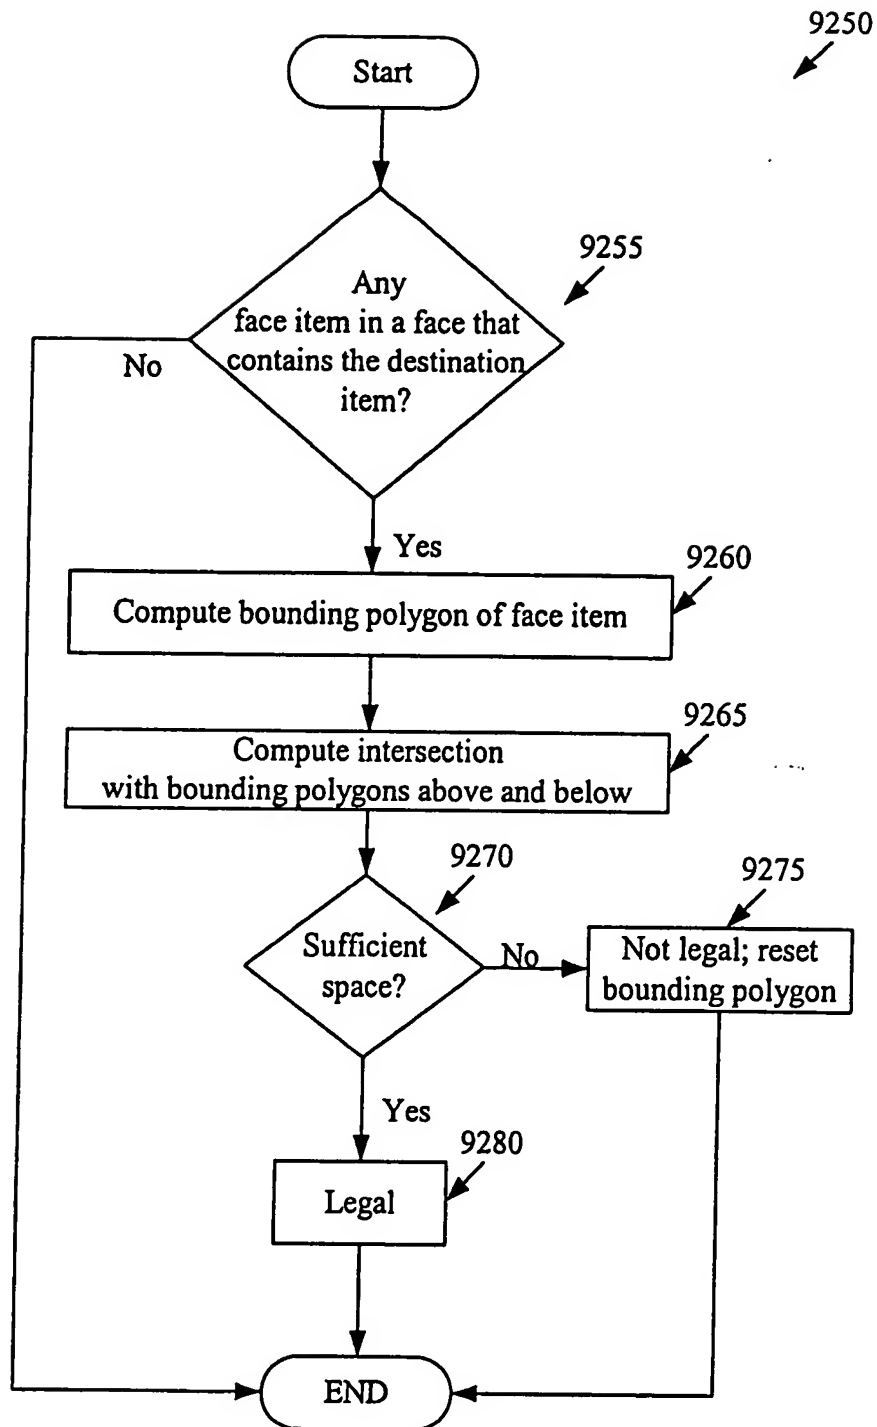 9250
Start
9255
Any
face item in a face that
contains the destination
item?
No
Yes
9260
Compute bounding polygon of face item
9265
Compute intersection
with bounding polygons above and below
9270
9275
Sufficient
space?
No
Not legal; reset
bounding polygon
Yes
9280
Legal
END